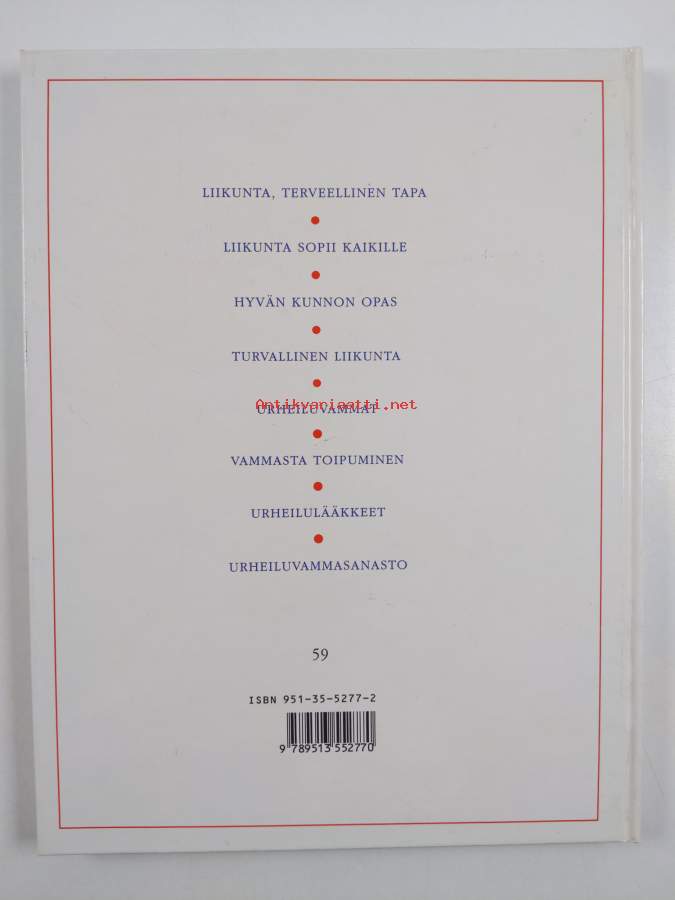 LIIKUNTA, TERVEELLINEN TAPA
LIIKUNTA SOPII KAIKILLE
HYVÄN KUNNON OPAS
TURVALLINEN LIIKUNTA
Antikvariaatti.net
URHEILUVAMMAT
VAMMASTA TOIPUMINEN
URHEILULÄÄKKEET
URHEILUVAMMASANASTO
59
ISBN 951-35-5277-2
9 789513 552770